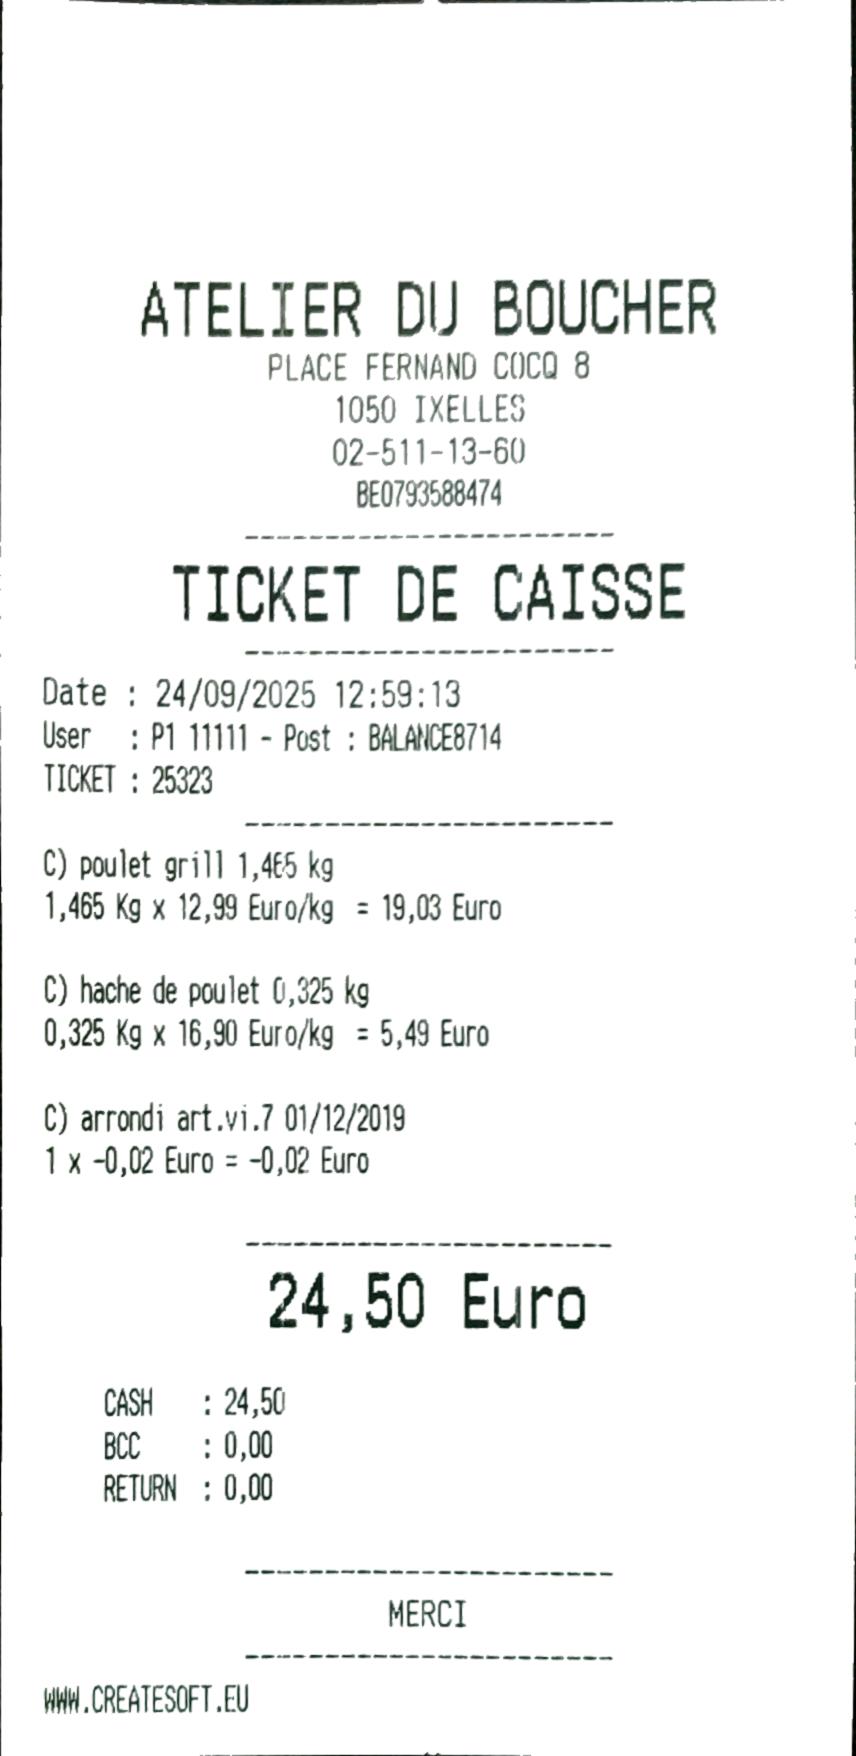 ATELIER DU BOUCHER
PLACE FERNAND COCQ 8
1050 IXELLES
02-511-13-60
BE0793588474
-----------------------
TICKET DE CAISSE
-----------------------
Date : 24/09/2025 12:59:13
User : P1 11111 - Post : BALANCE8714
TICKET : 25323
-----------------------
C) poulet grill 1,465 kg
1,465 Kg x 12,99 Euro/kg = 19,03 Euro
C) hache de poulet 0,325 kg
0,325 Kg x 16,90 Euro/kg = 5,49 Euro
C) arrondi art.vi.7 01/12/2019
1 x -0,02 Euro = -0,02 Euro
-----------------------
24,50 Euro
CASH : 24,50
BCC : 0,00
RETURN : 0,00
-----------------------
MERCI
-----------------------
WWW.CREATESOFT.EU